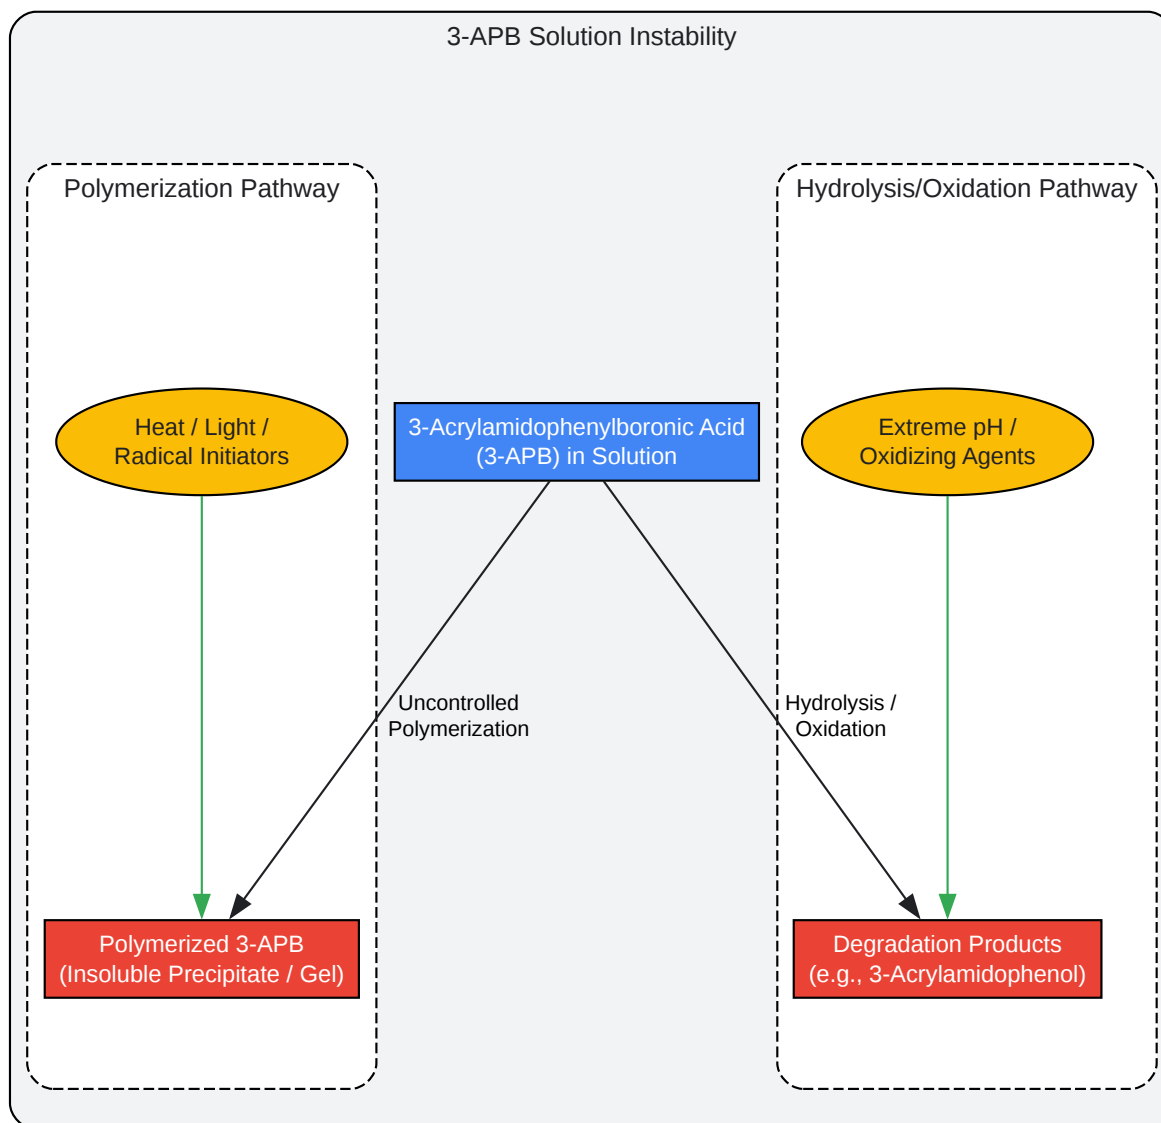 3-APB Solution Instability
Polymerization Pathway
Hydrolysis/Oxidation Pathway
Heat / Light /
Radical Initiators
3-Acrylamidophenylboronic Acid
(3-APB) in Solution
Extreme pH /
Oxidizing Agents
Uncontrolled
Polymerization
Hydrolysis /
Oxidation
Polymerized 3-APB
(Insoluble Precipitate / Gel)
Degradation Products
(e.g., 3-Acrylamidophenol)